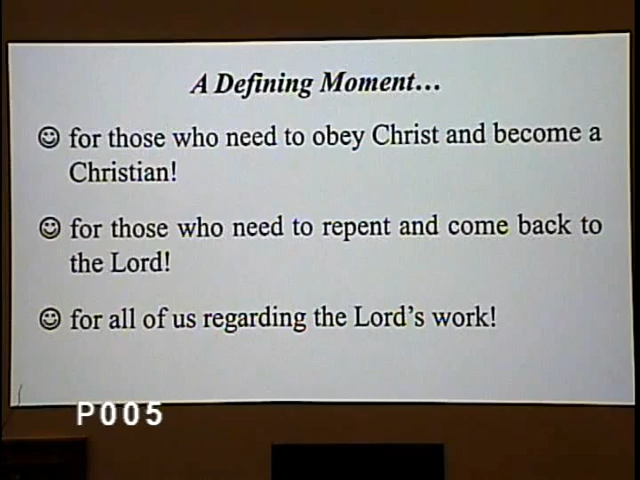 A Defining Moment...
☺ for those who need to obey Christ and become a
Christian!
☺ for those who need to repent and come back to
the Lord!
☺ for all of us regarding the Lord's work!
P005